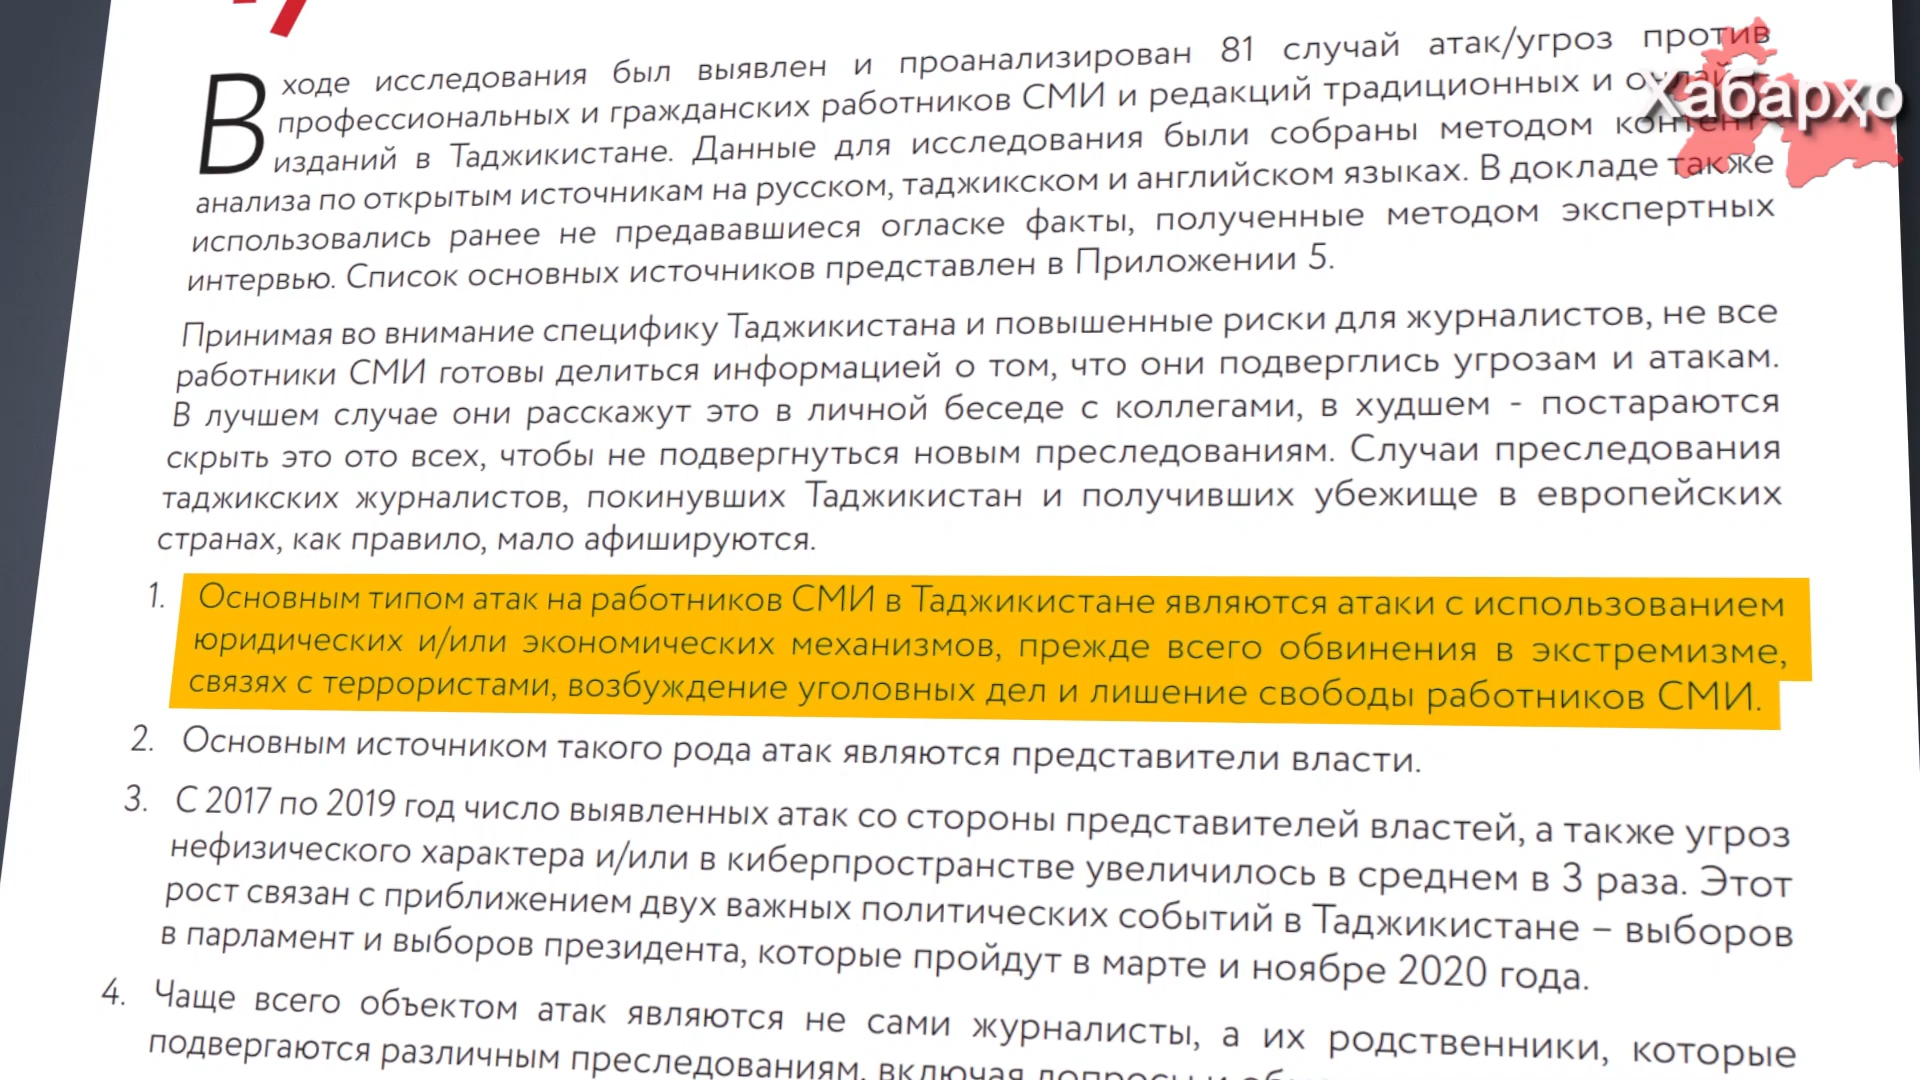 В ходе исследования был выявлен и проанализирован 81 случай атак/угроз против
профессиональных и гражданских работников СМИ и редакций традиционных и
изданий в Таджикистане. Данные для исследования были собраны методом контент-
анализа по открытым источникам на русском, таджикском и английском языках. В докладе также
использовались ранее не предававшиеся огласке факты, полученные методом экспертных
интервью. Список основных источников представлен в Приложении 5.
Принимая во внимание специфику Таджикистана и повышенные риски для журналистов, не все
работники СМИ готовы делиться информацией о том, что они подверглись угрозам и атакам.
В лучшем случае они расскажут это в личной беседе с коллегами, в худшем - постараются
скрыть это ото всех, чтобы не подвергнуться новым преследованиям. Случаи преследования
таджикских журналистов, покинувших Таджикистан и получивших убежище в европейских
странах, как правило, мало афишируются.
1. Основным типом атак на работников СМИ в Таджикистане являются атаки с использованием
юридических и/или экономических механизмов, прежде всего обвинения в экстремизме,
связях с террористами, возбуждение уголовных дел и лишение свободы работников СМИ.
2. Основным источником такого рода атак являются представители власти.
3. С 2017 по 2019 год число выявленных атак со стороны представителей властей, а также угроз
нефизического характера и/или в киберпространстве увеличилось в среднем в 3 раза. Этот
рост связан с приближением двух важных политических событий в Таджикистане – выборов
в парламент и выборов президента, которые пройдут в марте и ноябре 2020 года.
4. Чаще всего объектом атак являются не сами журналисты, а их родственники, которые
подвергаются различным преследованиям, включая допросы и
Хабарҳо